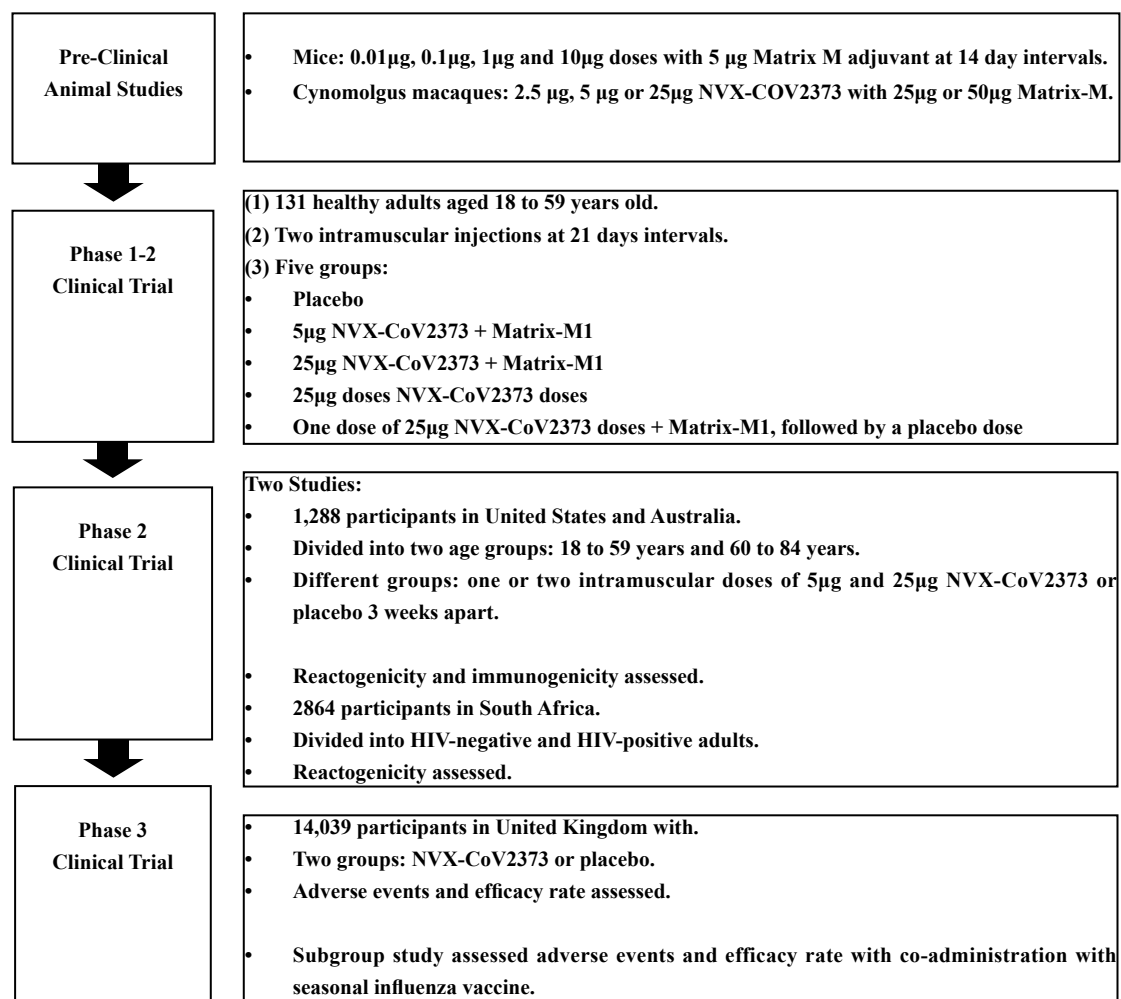 Pre-Clinical
Animal Studies
• Mice: 0.01μg, 0.1μg, 1μg and 10μg doses with 5 μg Matrix M adjuvant at 14 day intervals.
• Cynomolgus macaques: 2.5 μg, 5 μg or 25μg NVX-COV2373 with 25μg or 50μg Matrix-M.
Phase 1-2
Clinical Trial
(1) 131 healthy adults aged 18 to 59 years old.
(2) Two intramuscular injections at 21 days intervals.
(3) Five groups:
• Placebo
• 5μg NVX-CoV2373 + Matrix-M1
• 25μg NVX-CoV2373 + Matrix-M1
• 25μg doses NVX-CoV2373 doses
• One dose of 25μg NVX-CoV2373 doses + Matrix-M1, followed by a placebo dose
Phase 2
Clinical Trial
Two Studies:
• 1,288 participants in United States and Australia.
• Divided into two age groups: 18 to 59 years and 60 to 84 years.
• Different groups: one or two intramuscular doses of 5μg and 25μg NVX-CoV2373 or
placebo 3 weeks apart.
• Reactogenicity and immunogenicity assessed.
• 2864 participants in South Africa.
• Divided into HIV-negative and HIV-positive adults.
• Reactogenicity assessed.
Phase 3
Clinical Trial
• 14,039 participants in United Kingdom with.
• Two groups: NVX-CoV2373 or placebo.
• Adverse events and efficacy rate assessed.
• Subgroup study assessed adverse events and efficacy rate with co-administration with
seasonal influenza vaccine.